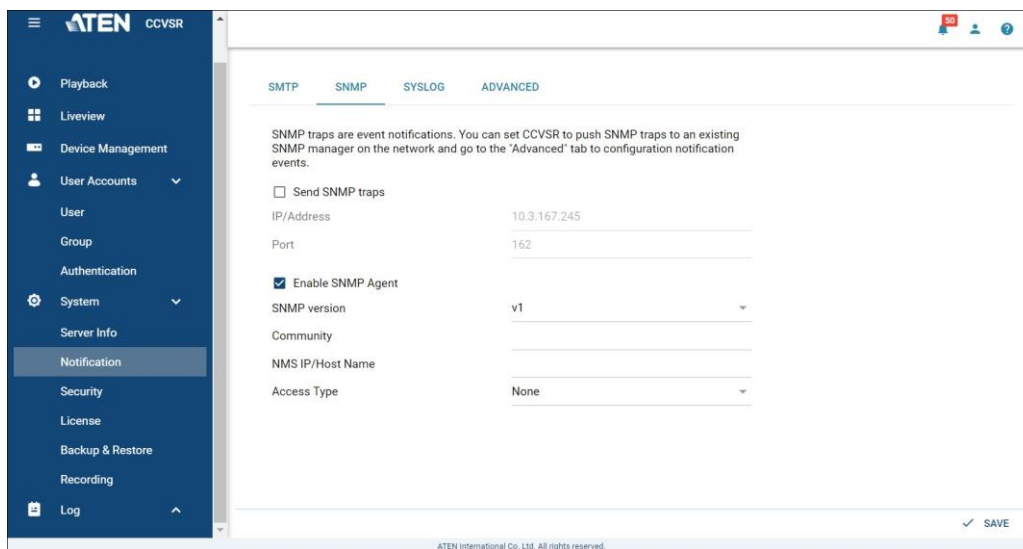 ATEN CCVSR
50
Playback
Liveview
Device Management
User Accounts
User
Group
Authentication
System
Server Info
Notification
Security
License
Backup & Restore
Recording
Log
SMTP SNMP SYSLOG ADVANCED
SNMP traps are event notifications. You can set CCVSR to push SNMP traps to an existing
SNMP manager on the network and go to the "Advanced" tab to configuration notification
events.
Send SNMP traps
IP/Address 10.3.167.245
Port 162
Enable SNMP Agent
SNMP version v1
Community
NMS IP/Host Name
Access Type None
SAVE
ATEN International Co. Ltd. All rights reserved.